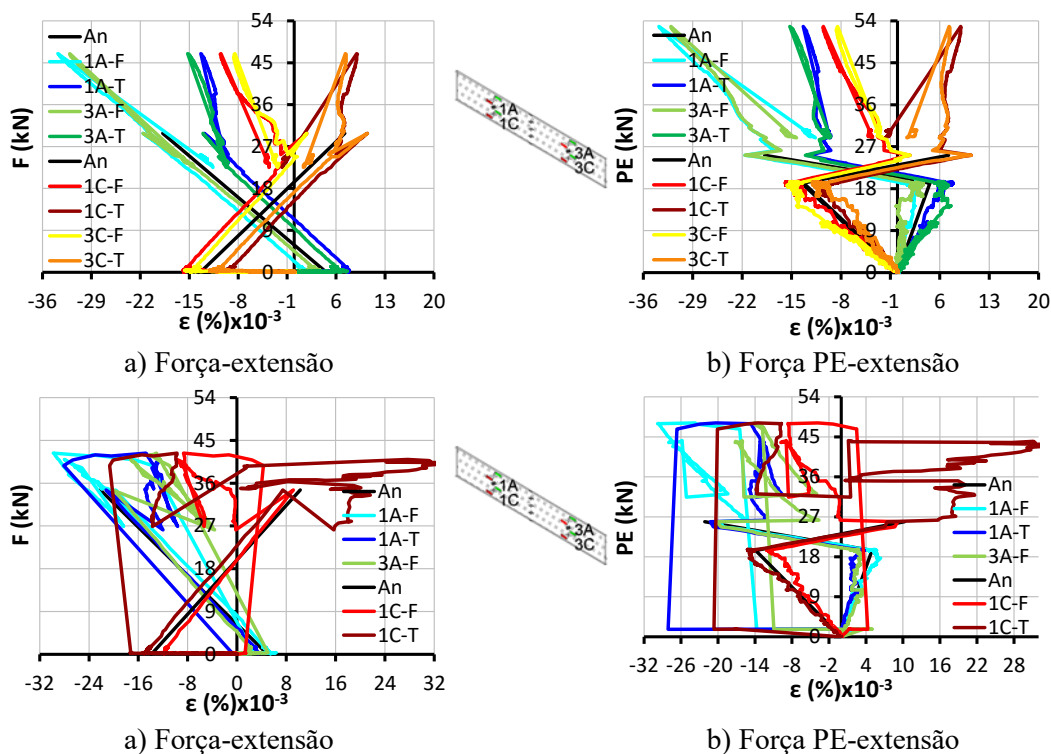 F (kN)
54
45
36
27
18
9
0
-36 -29 -22 -15 -8 -1 6 13 20
ε (%)x10⁻³
An
1A-F
1A-T
3A-F
3A-T
An
1C-F
1C-T
3C-F
3C-T
a) Força-extensão
1A
1C
3A
3C
PE (kN)
54
45
36
27
18
9
0
-36 -29 -22 -15 -8 -1 6 13 20
ε (%)x10⁻³
An
1A-F
1A-T
3A-F
3A-T
An
1C-F
1C-T
3C-F
3C-T
b) Força PE-extensão
F (kN)
54
45
36
27
18
9
0
-32 -24 -16 -8 0 8 16 24 32
ε (%)x10⁻³
An
1A-F
1A-T
3A-F
An
1C-F
1C-T
a) Força-extensão
1A
1C
3A
3C
PE (kN)
54
45
36
27
18
9
0
-32 -26 -20 -14 -8 -2 4 10 16 22 28
ε (%)x10⁻³
An
1A-F
1A-T
3A-F
An
1C-F
1C-T
b) Força PE-extensão